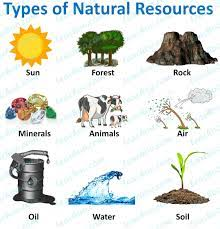 Types of Natural Resources
Sun
Forest
Rock
Minerals
Animals
Air
Oil
Water
Soil